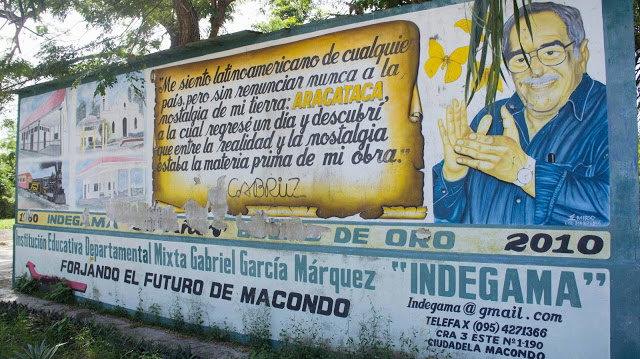 "Me siento latinoamericano de cualquier
país, pero sin renunciar nunca a la
nostalgia de mi tierra: ARACATACA,
a la cual regresé un día y descubrí
que entre la realidad y la nostalgia
estaba la materia prima de mi obra."
INDEGAMA
DE ORO
2010
Institución Educativa Departamental Mixta Gabriel García Márquez "INDEGAMA"
FORJANDO EL FUTURO DE MACONDO
Indegama@gmail.com
TELEFAX (095) 4271366
CRA 3 ESTE Nº1-190
CIUDADELA MACONDO